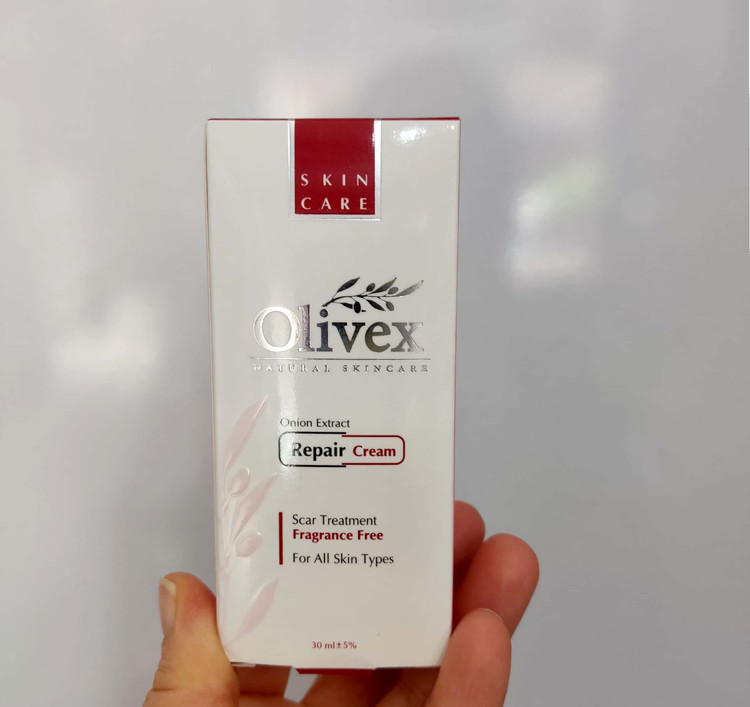 SKIN
CARE
Olivex
NATURAL SKINCARE
Onion Extract
Repair Cream
Scar Treatment
Fragrance Free
For All Skin Types
30 ml±5%